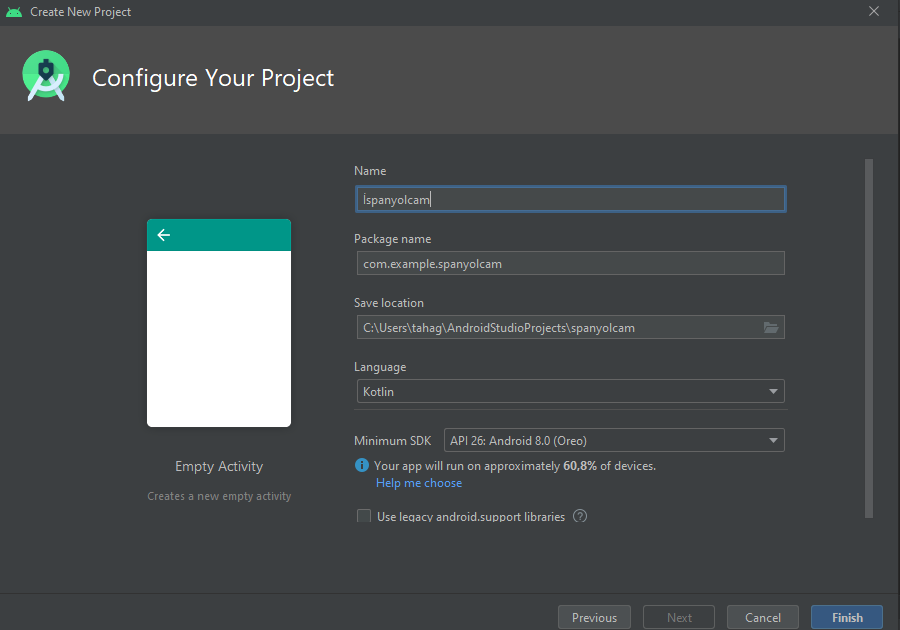 Create New Project
Configure Your Project
Name
İspanyolcam
Package name
com.example.spanyolcam
Save location
C:\Users\tahag\AndroidStudioProjects\spanyolcam
Language
Kotlin
Minimum SDK API 26: Android 8.0 (Oreo)
i Your app will run on approximately 60,8% of devices.
Help me choose
Use legacy android.support libraries ?
Empty Activity
Creates a new empty activity
Previous Next Cancel Finish